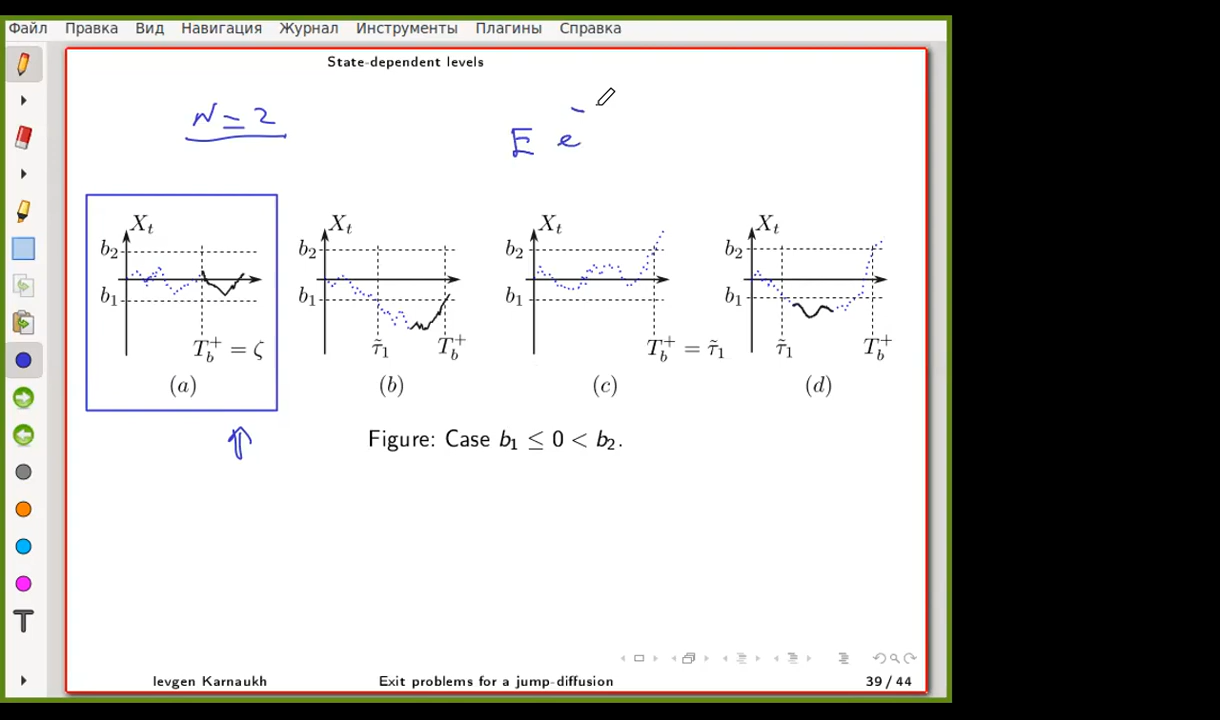 Файл Правка Вид Навигация Журнал Инструменты Плагины Справка
State-dependent levels
N = 2
E e^-
X_t b_2 b_1 T_b^+ = ζ (a)
X_t b_2 b_1 τ̃_1 T_b^+ (b)
X_t b_2 b_1 T_b^+ = τ̃_1 (c)
X_t b_2 b_1 τ̃_1 T_b^+ (d)
Figure: Case b_1 ≤ 0 < b_2.
Ievgen Karnaukh Exit problems for a jump-diffusion 39 / 44
T